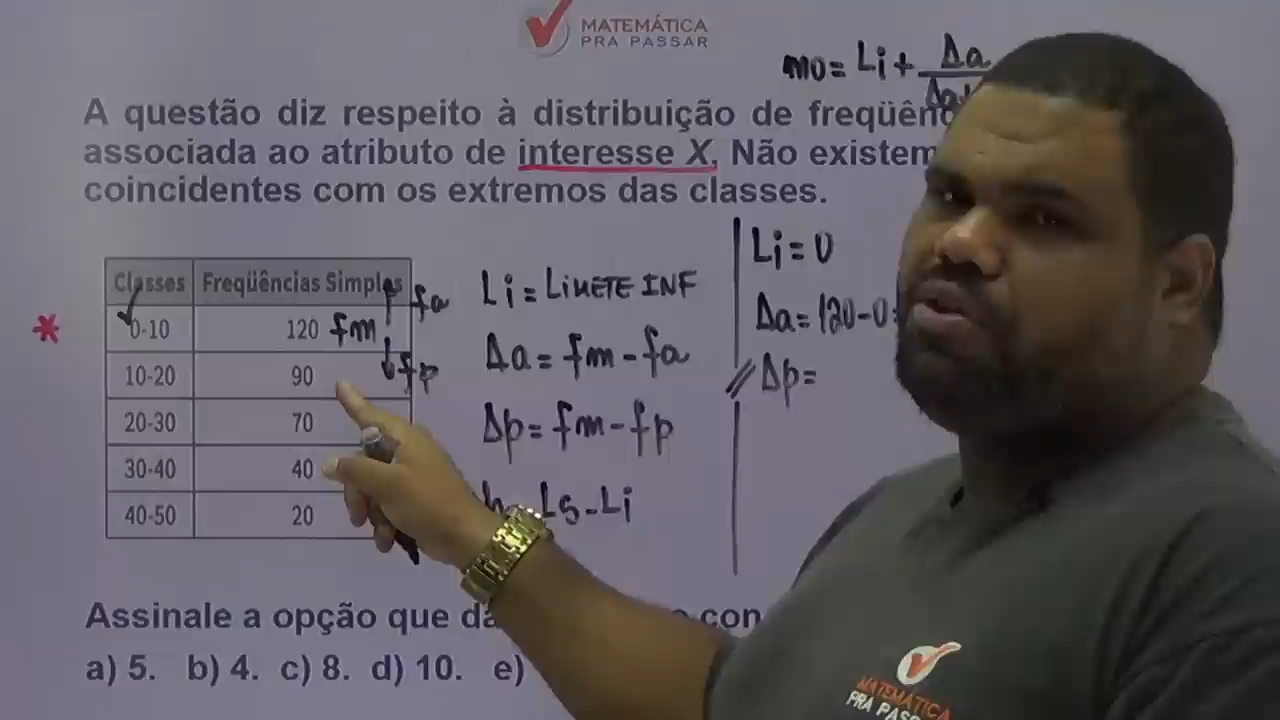 MATEMÁTICA
PRA PASSAR
mo = Li + Δa
A questão diz respeito à distribuição de
associada ao atributo de interesse X. Não existem
coincidentes com os extremos das classes.
Classes Freqüências Simples
0-10 120
10-20 90
20-30 70
30-40 40
40-50 20
fa
fm
fp
Li = LIMETE INF
Δa = fm - fa
Δp = fm - fp
LS - Li
Li = 0
Δa = 120 - 0
Δp =
Assinale a opção que
a) 5. b) 4. c) 8. d) 10. e)
MATEMÁTICA
PRA